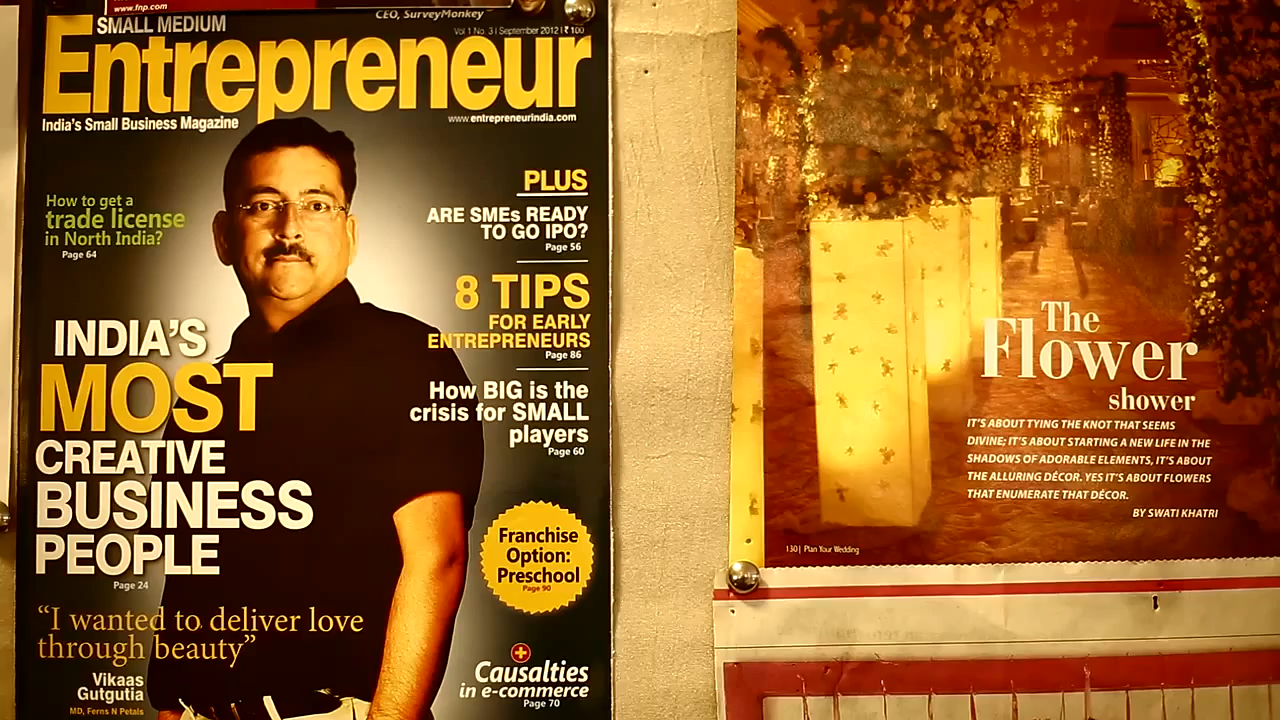 www.fnp.com
CEO, SurveyMonkey
SMALL MEDIUM
Vol 1 No 3 | September 2012 | ₹ 100
Entrepreneur
India's Small Business Magazine
www.entrepreneurindia.com
How to get a
trade license
in North India?
Page 64
PLUS
ARE SMEs READY
TO GO IPO?
Page 56
8 TIPS
FOR EARLY
ENTREPRENEURS
Page 86
How BIG is the
crisis for SMALL
players
Page 60
INDIA'S
MOST
CREATIVE
BUSINESS
PEOPLE
Page 24
"I wanted to deliver love
through beauty"
Vikaas
Gutgutia
MD, Ferns N Petals
Franchise
Option:
Preschool
Page 90
Causalties
in e-commerce
Page 70
The
Flower
shower
IT'S ABOUT TYING THE KNOT THAT SEEMS
DIVINE; IT'S ABOUT STARTING A NEW LIFE IN THE
SHADOWS OF ADORABLE ELEMENTS, IT'S ABOUT
THE ALLURING DÉCOR. YES IT'S ABOUT FLOWERS
THAT ENUMERATE THAT DÉCOR.
BY SWATI KHATRI
130 | Plan Your Wedding